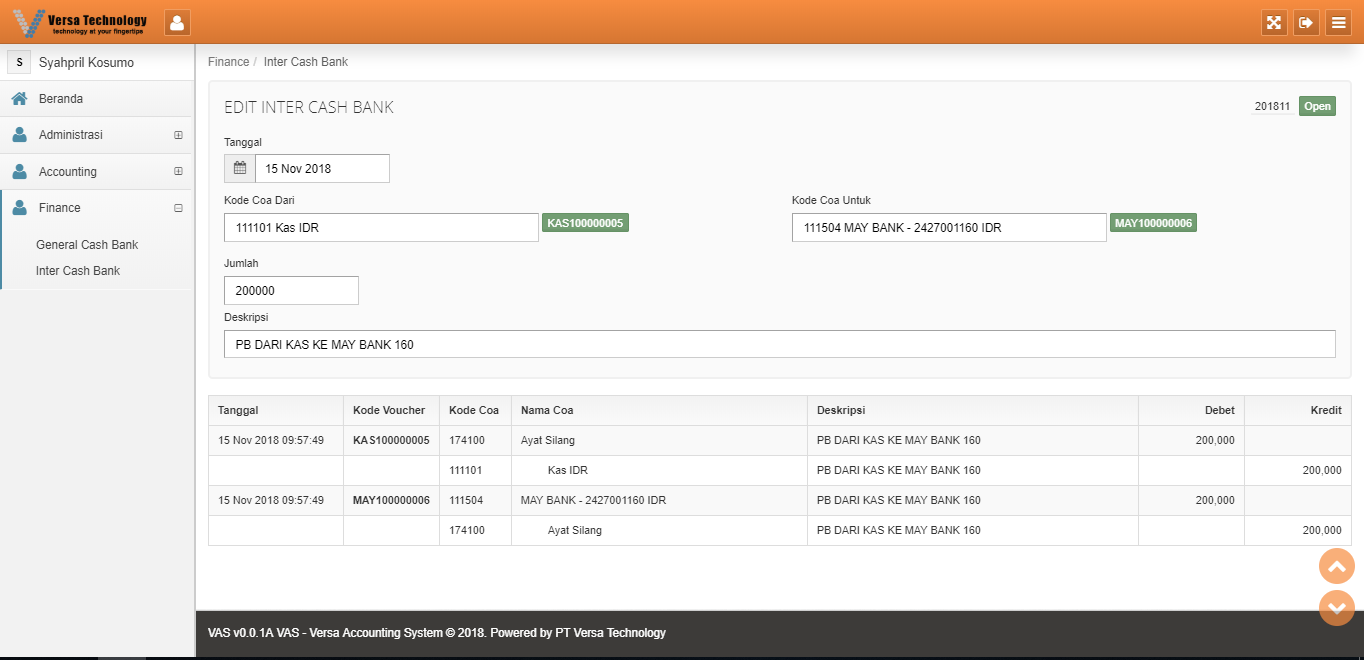 Versa Technology
technology at your fingertips
S Syahpril Kosumo
Beranda
Administrasi
Accounting
Finance
General Cash Bank
Inter Cash Bank
Finance / Inter Cash Bank
EDIT INTER CASH BANK 201811 Open
Tanggal
15 Nov 2018
Kode Coa Dari Kode Coa Untuk
111101 Kas IDR KAS100000005 111504 MAY BANK - 2427001160 IDR MAY100000006
Jumlah
200000
Deskripsi
PB DARI KAS KE MAY BANK 160
Tanggal Kode Voucher Kode Coa Nama Coa Deskripsi Debet Kredit
15 Nov 2018 09:57:49 KAS100000005 174100 Ayat Silang PB DARI KAS KE MAY BANK 160 200,000
111101 Kas IDR PB DARI KAS KE MAY BANK 160 200,000
15 Nov 2018 09:57:49 MAY100000006 111504 MAY BANK - 2427001160 IDR PB DARI KAS KE MAY BANK 160 200,000
174100 Ayat Silang PB DARI KAS KE MAY BANK 160 200,000
VAS v0.0.1A VAS - Versa Accounting System © 2018. Powered by PT Versa Technology